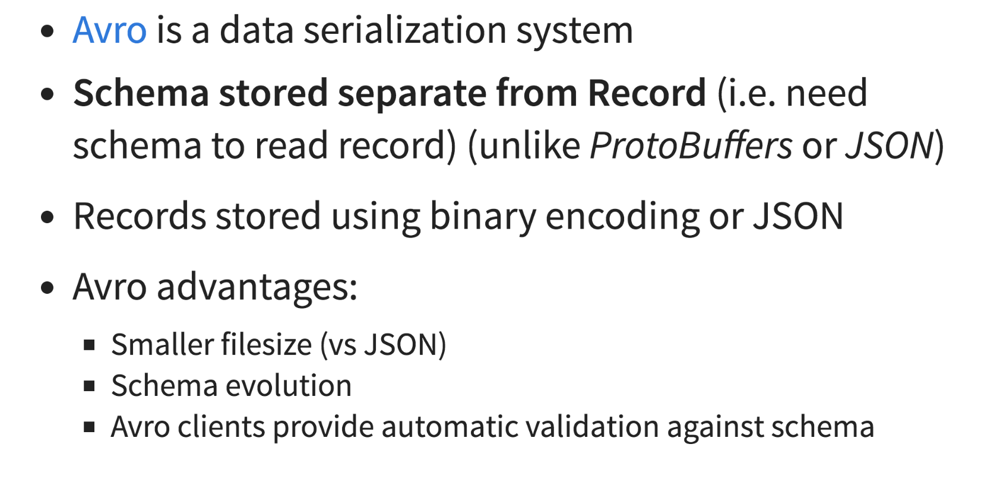 • Avro is a data serialization system
• Schema stored separate from Record (i.e. need
schema to read record) (unlike ProtoBuffers or JSON)
• Records stored using binary encoding or JSON
• Avro advantages:
▪ Smaller filesize (vs JSON)
▪ Schema evolution
▪ Avro clients provide automatic validation against schema